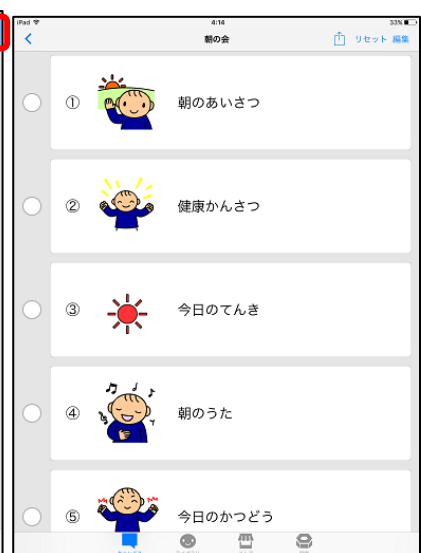 iPad 4:14 33%
朝の会 リセット 編集
① 朝のあいさつ
② 健康かんさつ
③ 今日のてんき
④ 朝のうた
⑤ 今日のかつどう